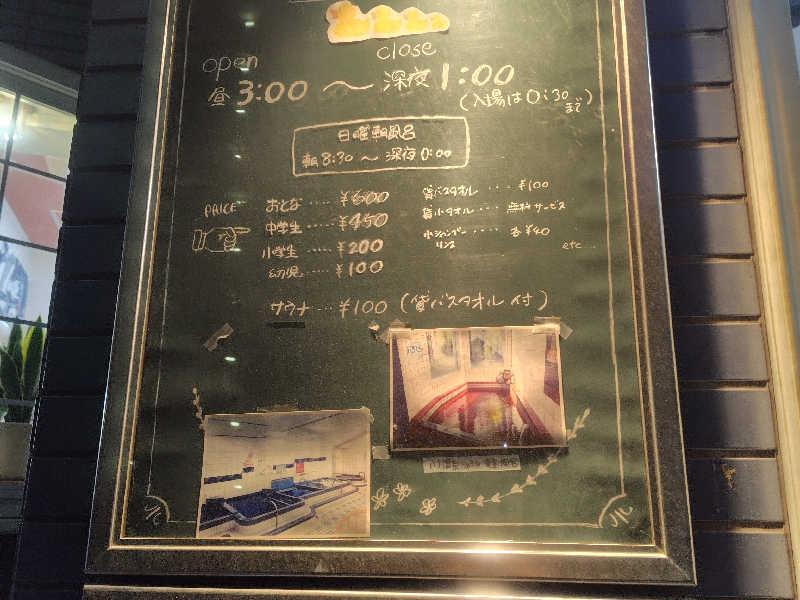 open close
昼3:00 〜 深夜1:00
(入場は0:30まで)
日曜朝風呂
朝8:30 〜 深夜0:00
PRICE
おとな ..... ¥600
中学生 ..... ¥450
小学生 ..... ¥200
幼児 ..... ¥100
貸バスタオル .... ¥100
貸小タオル .... 無料サービス
小シャンプー ... 各¥40
リンス
etc...
サウナ ... ¥100 (貸バスタオル付)